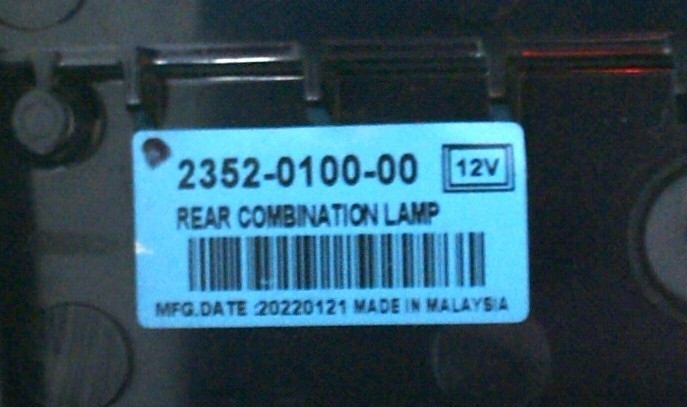 2352-0100-00 12V
REAR COMBINATION LAMP
MFG.DATE :20220121 MADE IN MALAYSIA